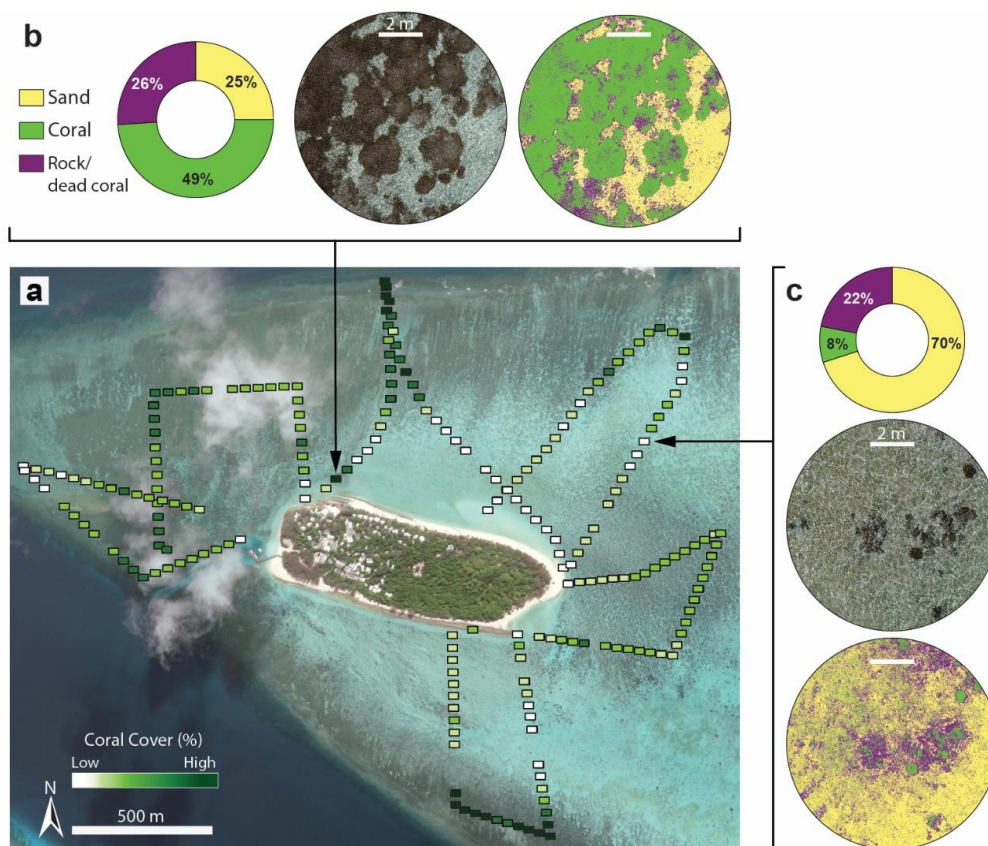 b
Sand
Coral
Rock/
dead coral
26%
25%
49%
2 m
a
Coral Cover (%)
Low
High
N
500 m
c
22%
8%
70%
2 m